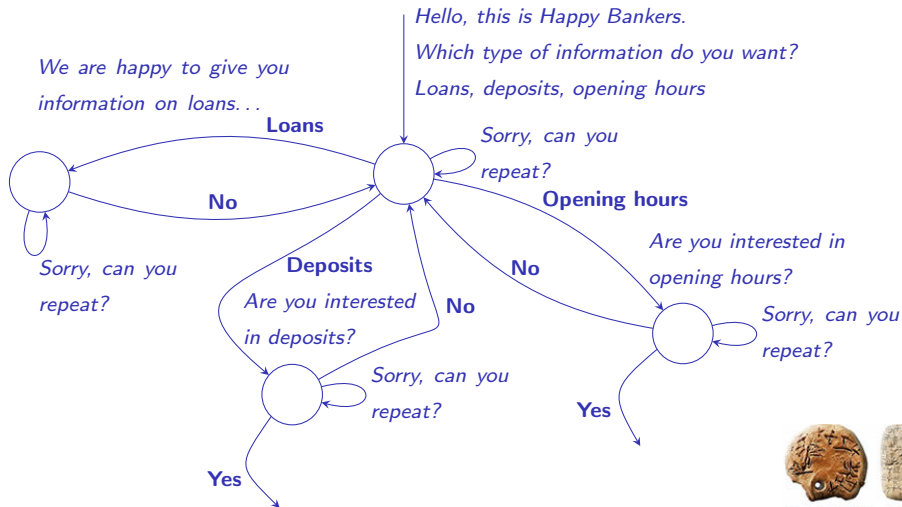 Hello, this is Happy Bankers.
Which type of information do you want?
Loans, deposits, opening hours
We are happy to give you
information on loans...
Loans
Sorry, can you
repeat?
No
Opening hours
Sorry, can you
repeat?
Deposits
Are you interested
in deposits?
No
No
Are you interested in
opening hours?
Sorry, can you
repeat?
Sorry, can you
repeat?
Yes
Yes